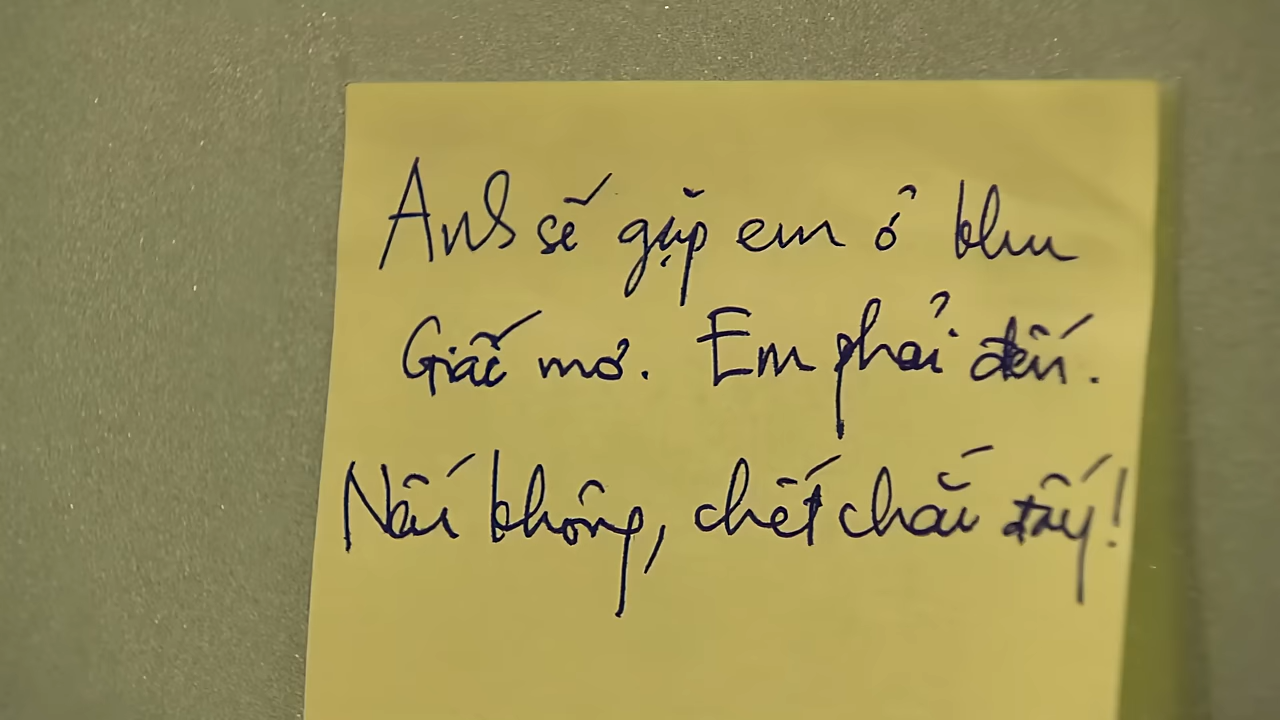 Anh sẽ gặp em ở khu
Giấc mơ. Em phải đến.
Nếu không, chết chắc đấy!